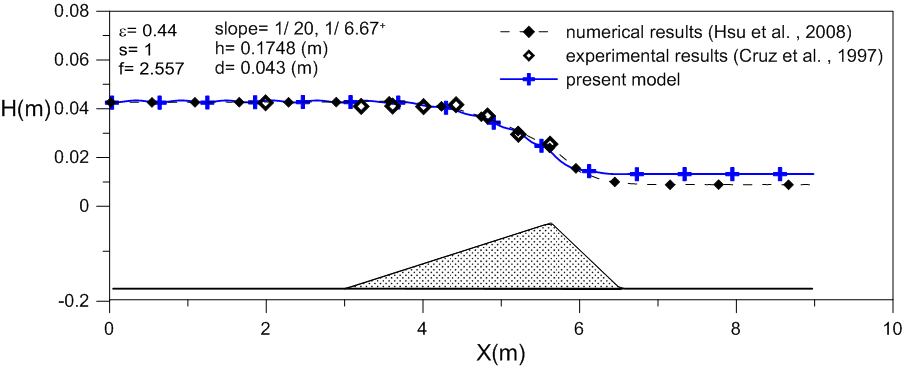 0.08
0.06
0.04
0.02
0
-0.2
H(m)
ε= 0.44
s= 1
f= 2.557
slope= 1/ 20, 1/ 6.67⁺
h= 0.1748 (m)
d= 0.043 (m)
numerical results (Hsu et al. , 2008)
experimental results (Cruz et al. , 1997)
present model
0 2 4 6 8 10
X(m)